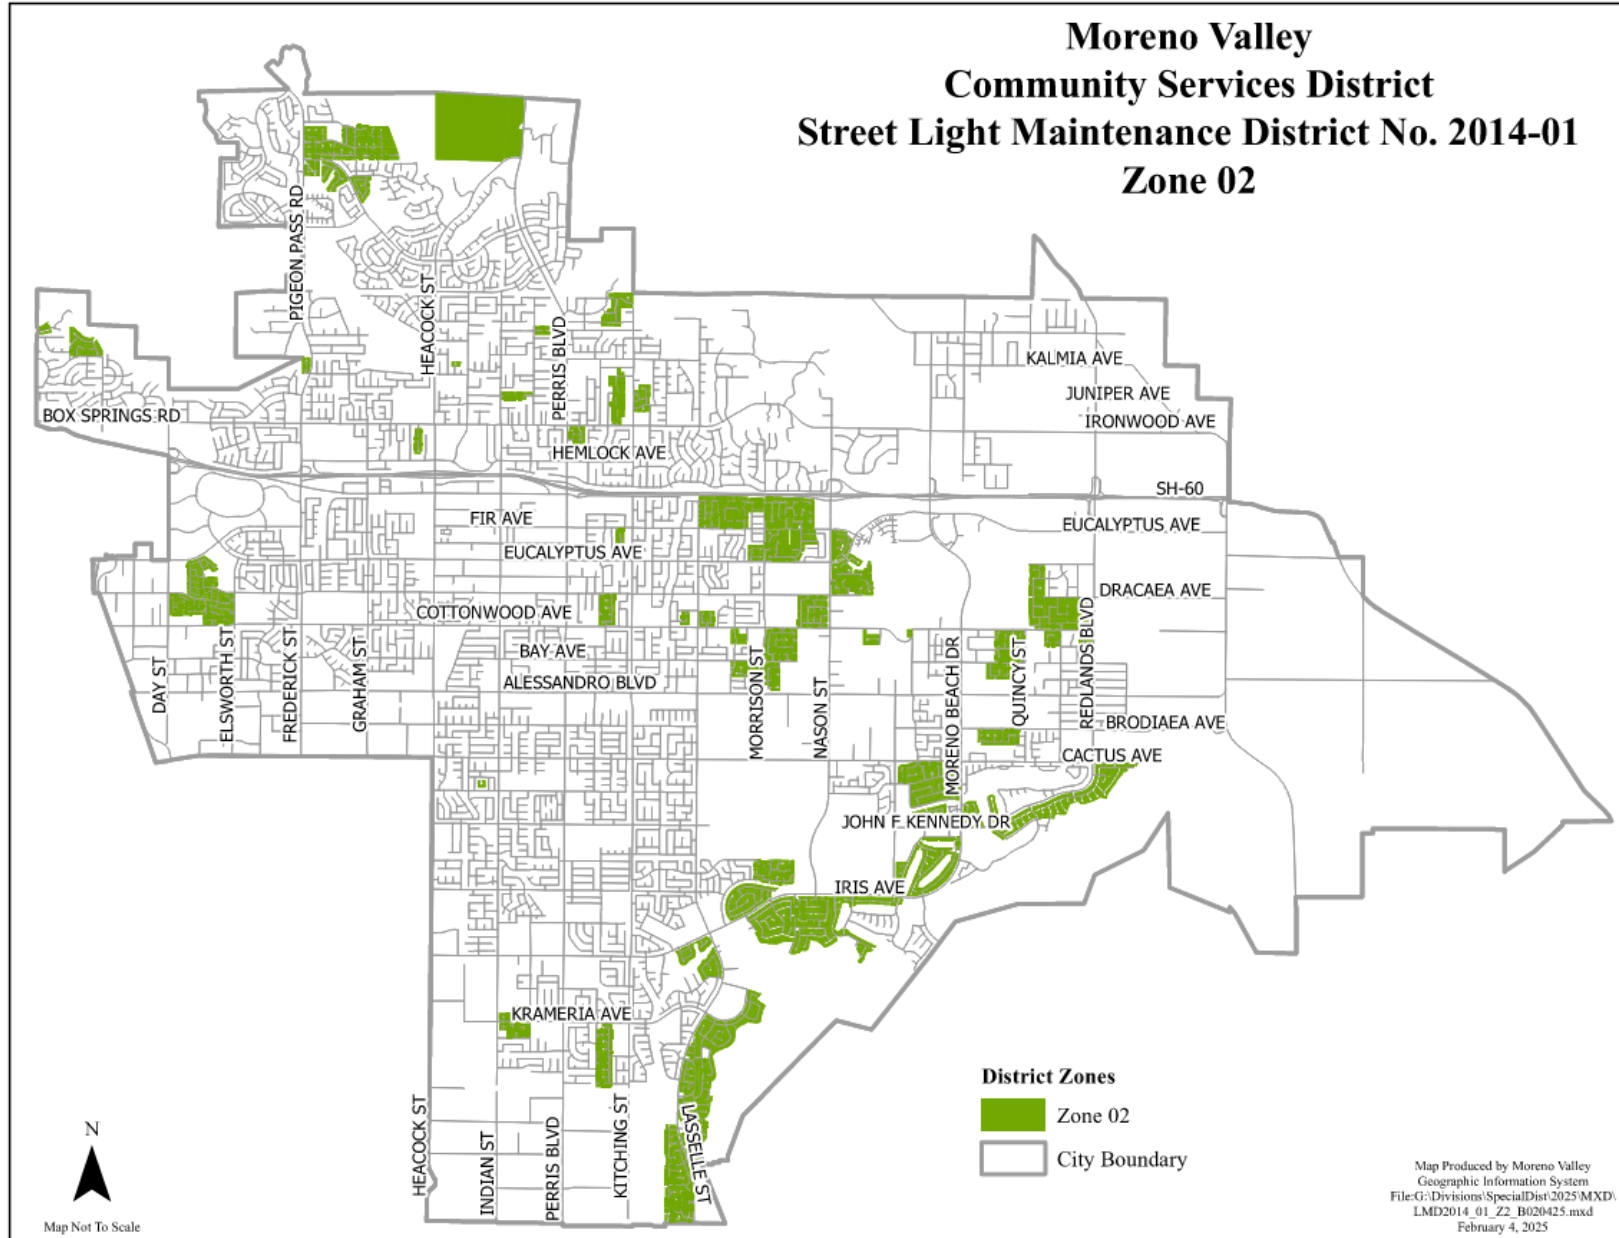 Moreno Valley
Community Services District
Street Light Maintenance District No. 2014-01
Zone 02
PIGEON PASS RD
HEACOCK ST
PERRIS BLVD
KALMIA AVE
JUNIPER AVE
BOX SPRINGS RD
IRONWOOD AVE
HEMLOCK AVE
SH-60
FIR AVE
EUCALYPTUS AVE
EUCALYPTUS AVE
DRACAEA AVE
COTTONWOOD AVE
BAY AVE
ALESSANDRO BLVD
DAY ST
ELSWORTH ST
FREDERICK ST
GRAHAM ST
MORRISON ST
NASON ST
MORENO BEACH DR
QUINCY ST
REDLANDS BLVD
BRODIAEA AVE
CACTUS AVE
JOHN F KENNEDY DR
IRIS AVE
KRAMERIA AVE
HEACOCK ST
INDIAN ST
PERRIS BLVD
KITCHING ST
LASSELLE ST
District Zones
Zone 02
City Boundary
N
Map Not To Scale
Map Produced by Moreno Valley
Geographic Information System
File:G:\Divisions\SpecialDist\2025\MXD\
LMD2014_01_Z2_B020425.mxd
February 4, 2025